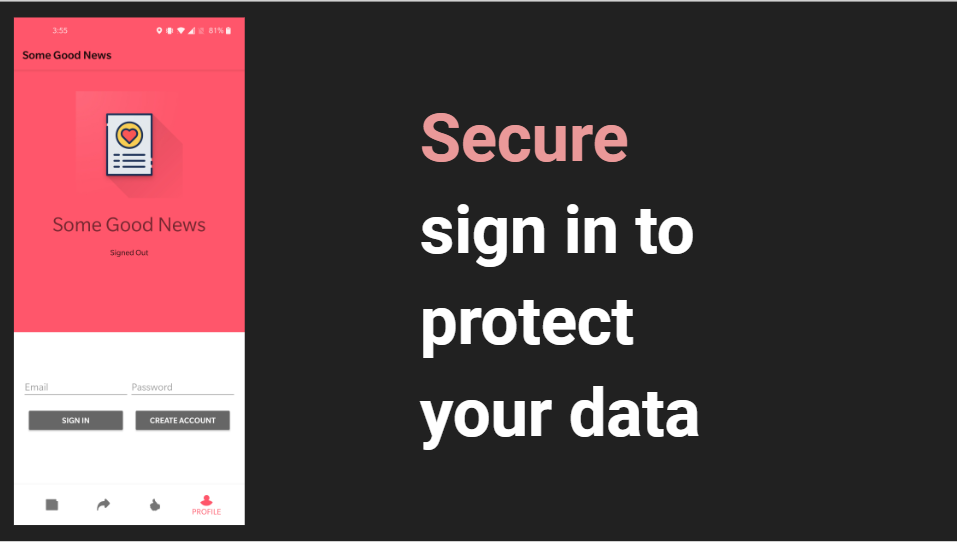 3:55 81%
Some Good News
Some Good News
Signed Out
Email Password
SIGN IN CREATE ACCOUNT
PROFILE
Secure
sign in to
protect
your data